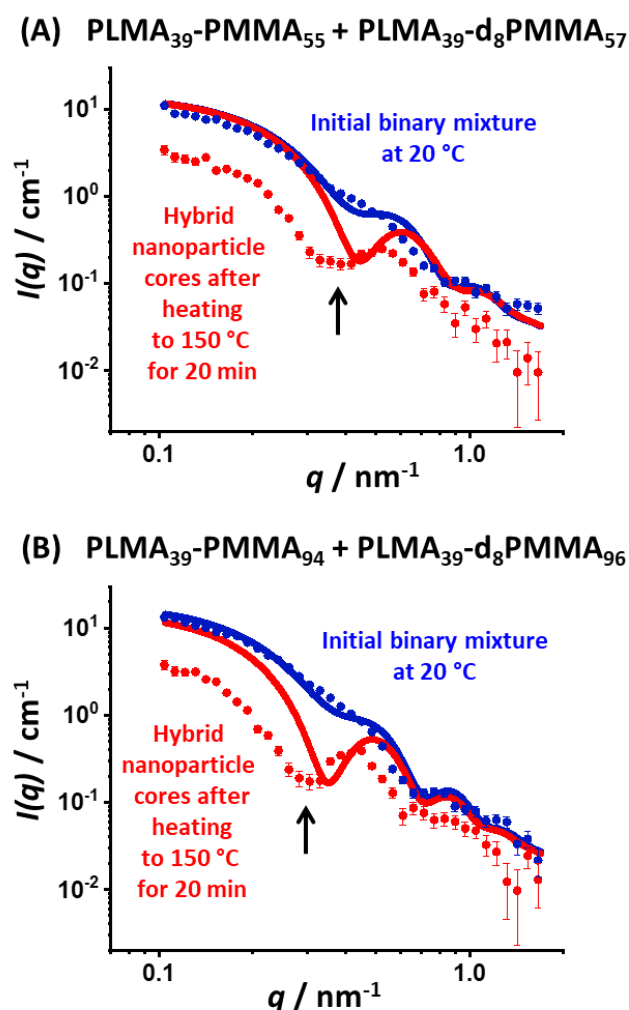 (A) PLMA₃₉-PMMA₅₅ + PLMA₃₉-d₈PMMA₅₇
10¹
10⁰
10⁻¹
10⁻²
I(q) / cm⁻¹
Initial binary mixture
at 20 °C
Hybrid
nanoparticle
cores after
heating
to 150 °C
for 20 min
0.1
1.0
q / nm⁻¹
(B) PLMA₃₉-PMMA₉₄ + PLMA₃₉-d₈PMMA₉₆
10¹
10⁰
10⁻¹
10⁻²
I(q) / cm⁻¹
Initial binary mixture
at 20 °C
Hybrid
nanoparticle
cores after
heating
to 150 °C
for 20 min
0.1
1.0
q / nm⁻¹